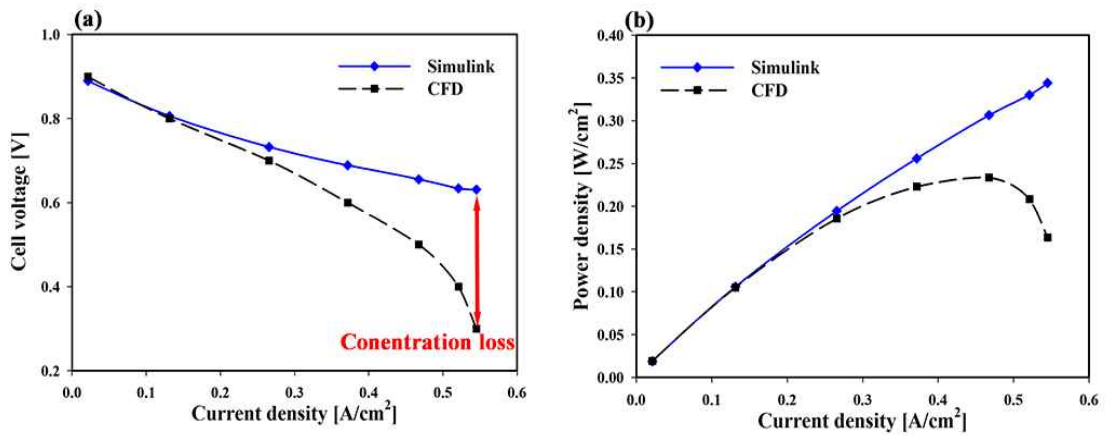 (a)
1.0
0.8
0.6
0.4
0.2
Cell voltage [V]
Simulink
CFD
Conentration loss
0.0 0.1 0.2 0.3 0.4 0.5 0.6
Current density [A/cm²]
(b)
0.40
0.35
0.30
0.25
0.20
0.15
0.10
0.05
0.00
Power density [W/cm²]
Simulink
CFD
0.0 0.1 0.2 0.3 0.4 0.5 0.6
Current density [A/cm²]